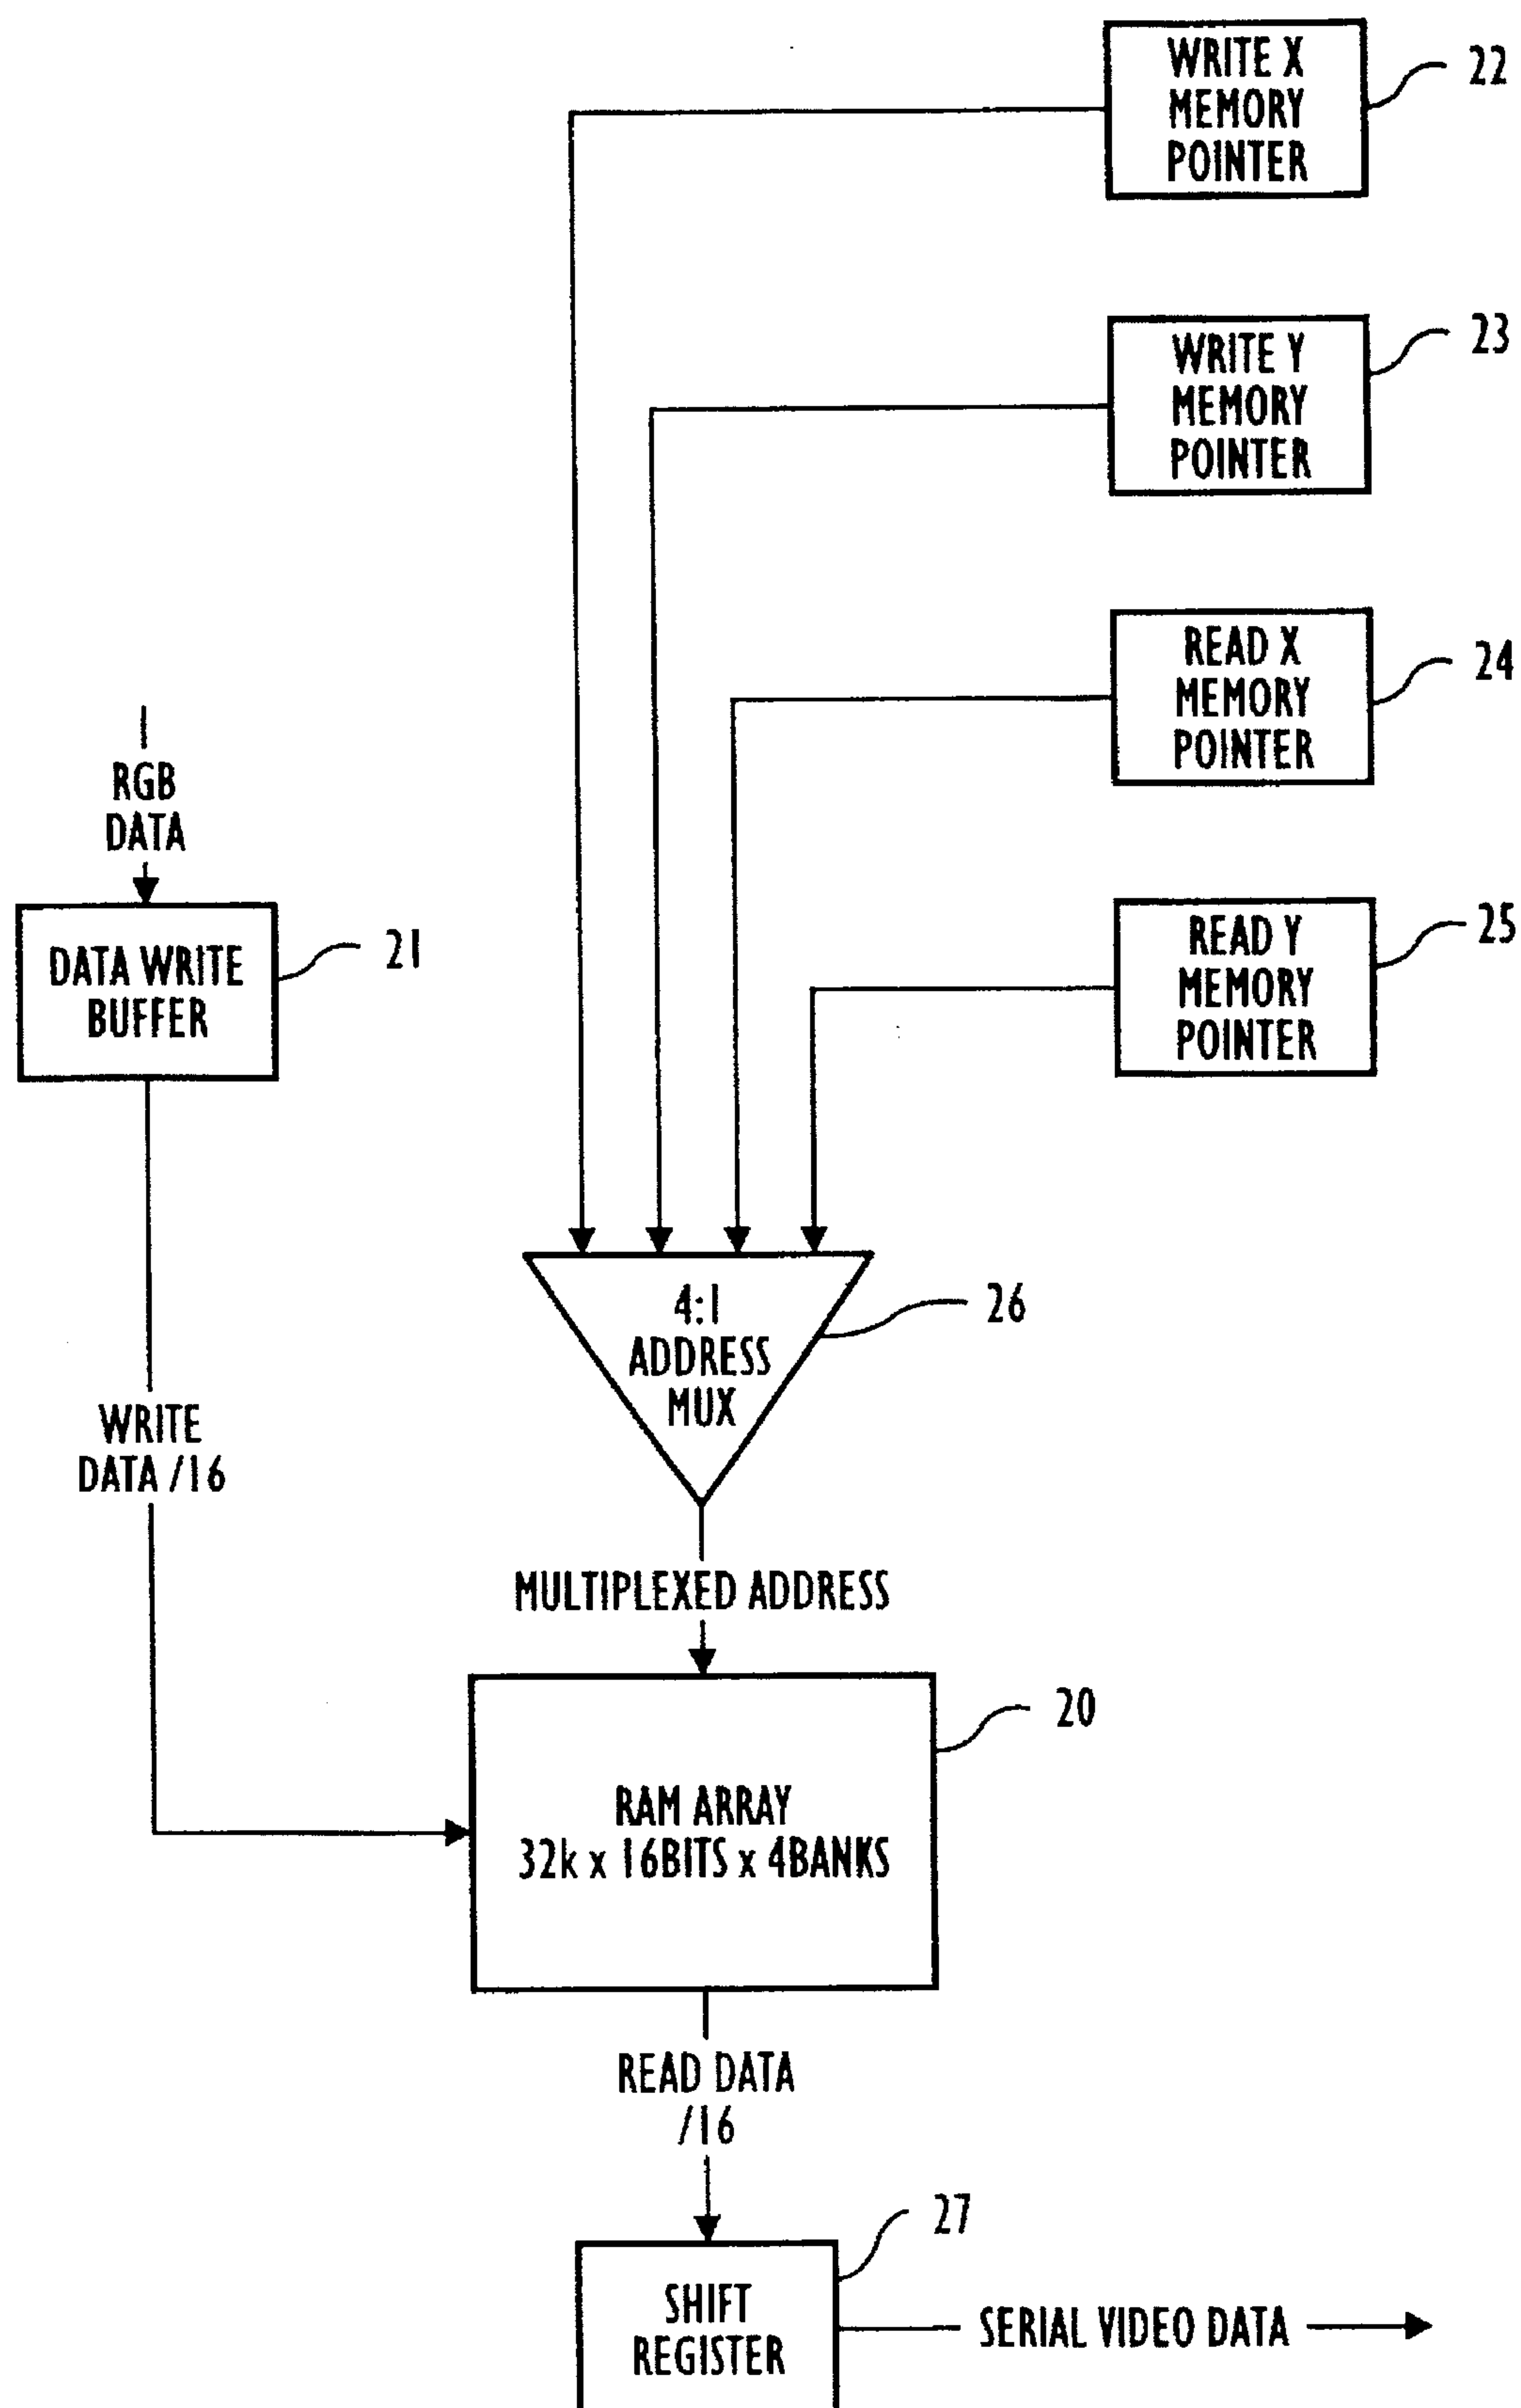 WRITE X
MEMORY
POINTER
22
WRITE Y
MEMORY
POINTER
23
READ X
MEMORY
POINTER
24
RGB
DATA
READ Y
MEMORY
POINTER
25
DATA WRITE
BUFFER
21
4:1
ADDRESS
MUX
26
WRITE
DATA /16
MULTIPLEXED ADDRESS
20
RAM ARRAY
32k x 16BITS x 4BANKS
READ DATA
/16
27
SHIFT
REGISTER
SERIAL VIDEO DATA